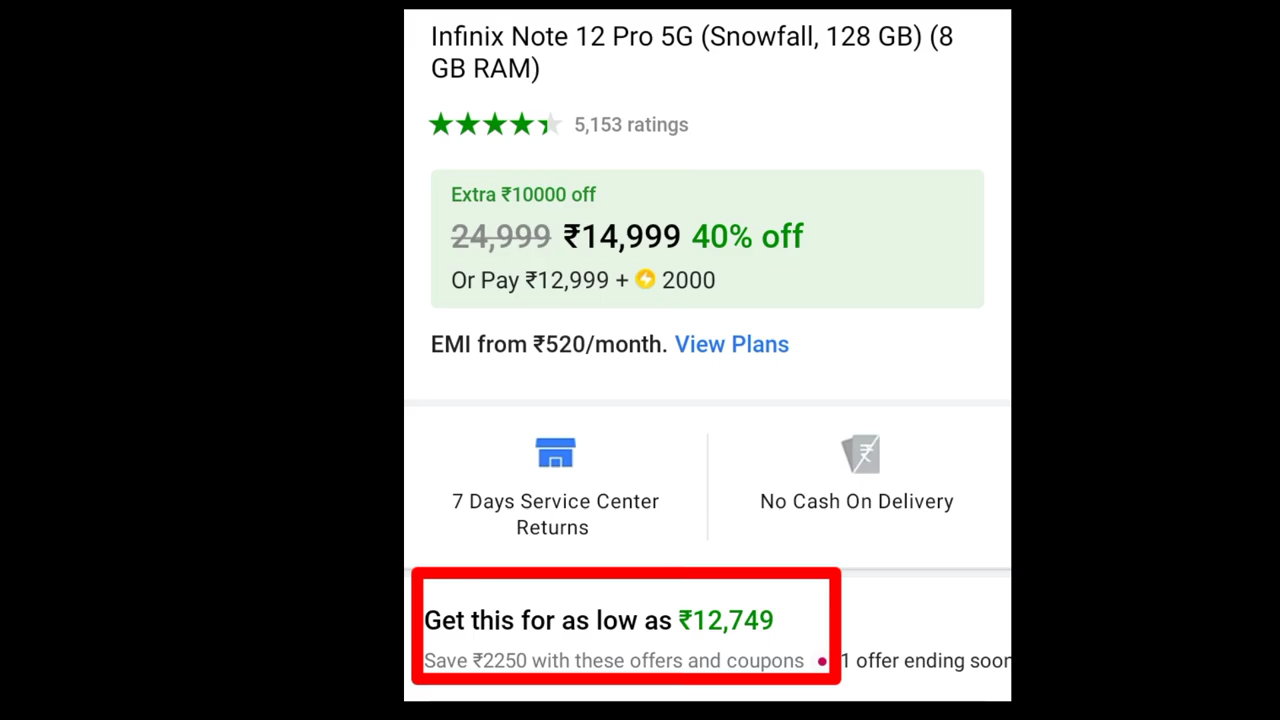 Infinix Note 12 Pro 5G (Snowfall, 128 GB) (8
GB RAM)
5,153 ratings
Extra ₹10000 off
24,999 ₹14,999 40% off
Or Pay ₹12,999 + 2000
EMI from ₹520/month. View Plans
7 Days Service Center
Returns
No Cash On Delivery
Get this for as low as ₹12,749
Save ₹2250 with these offers and coupons • 1 offer ending soon